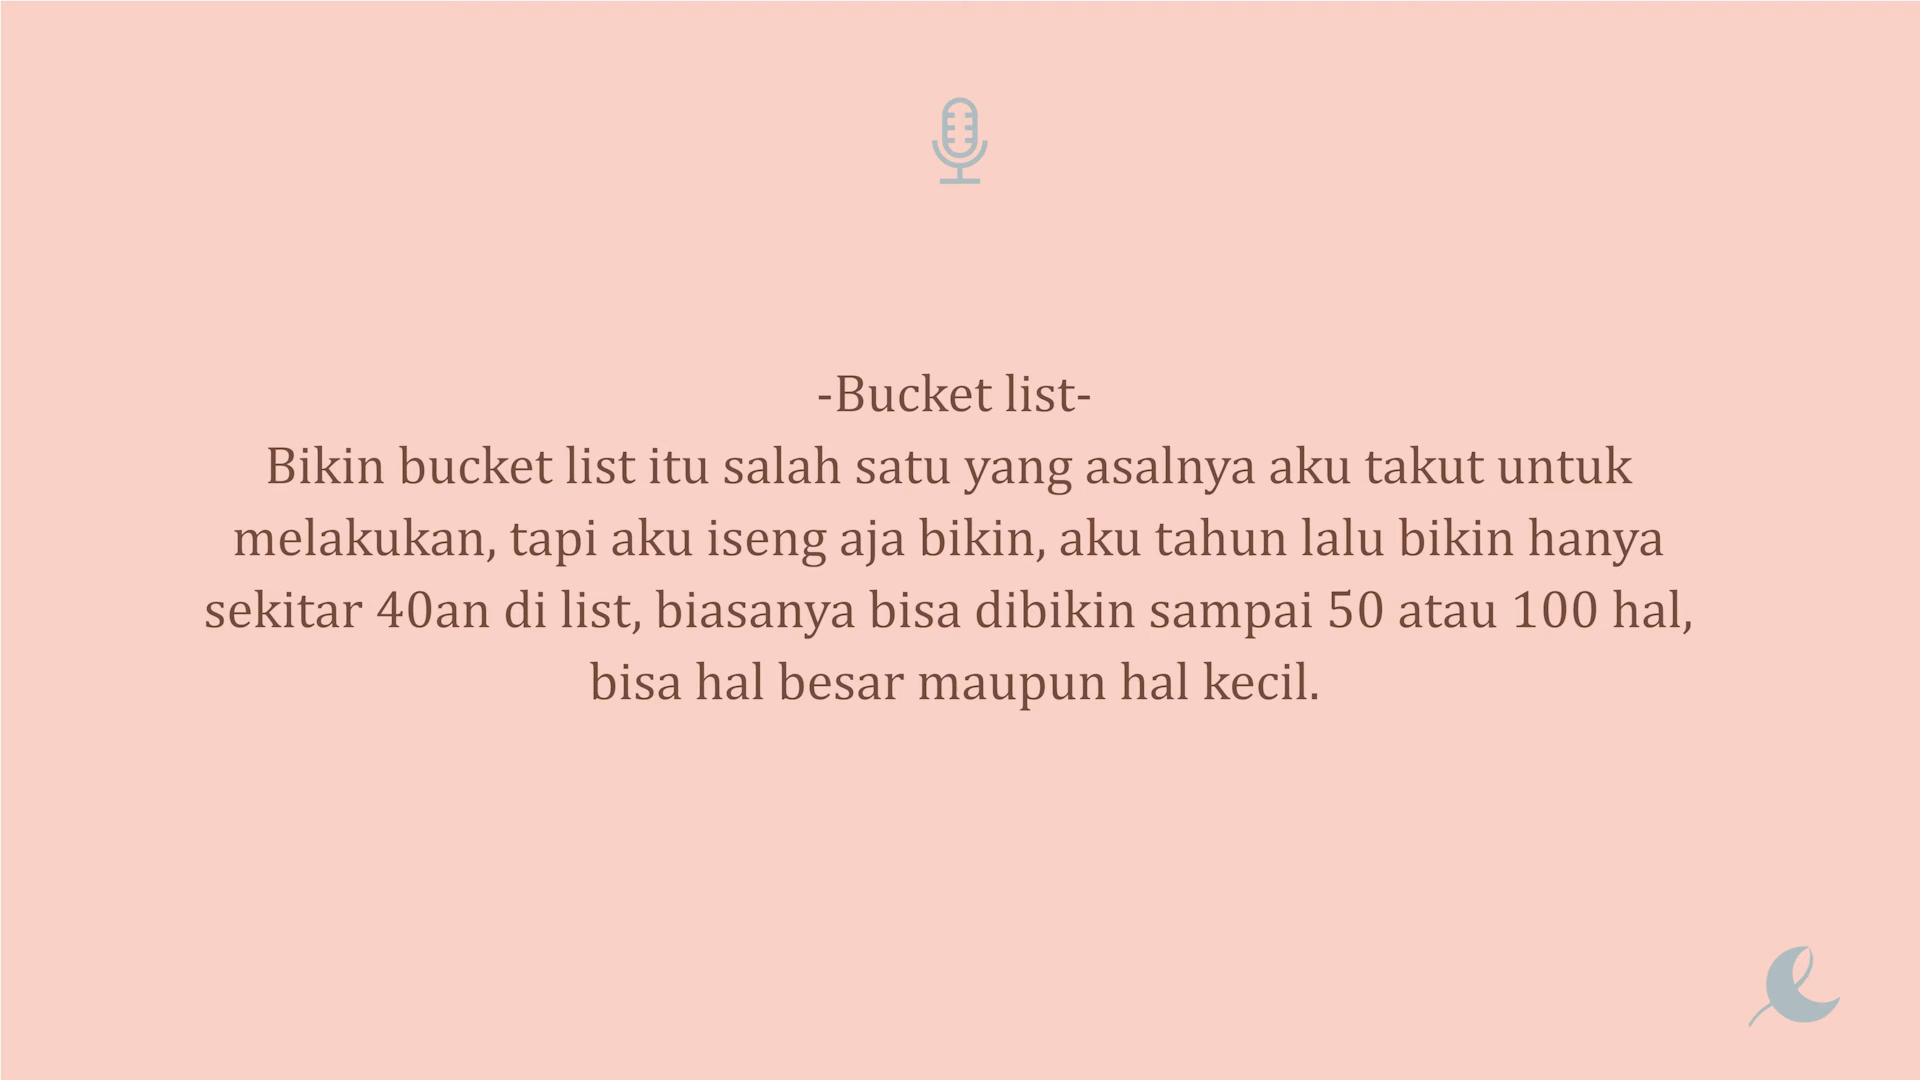 -Bucket list-
Bikin bucket list itu salah satu yang asalnya aku takut untuk
melakukan, tapi aku iseng aja bikin, aku tahun lalu bikin hanya
sekitar 40an di list, biasanya bisa dibikin sampai 50 atau 100 hal,
bisa hal besar maupun hal kecil.